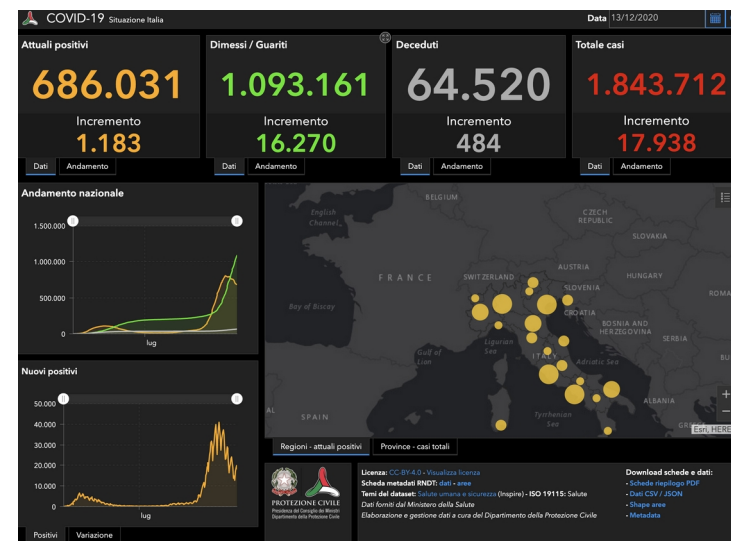 COVID-19 Situazione Italia
Data 13/12/2020
Attuali positivi
686.031
Incremento
1.183
Dati Andamento
Dimessi / Guariti
1.093.161
Incremento
16.270
Dati Andamento
Deceduti
64.520
Incremento
484
Dati Andamento
Totale casi
1.843.712
Incremento
17.938
Dati Andamento
Andamento nazionale
1.500.000
1.000.000
500.000
0
lug
Nuovi positivi
50.000
40.000
30.000
20.000
10.000
0
lug
Positivi Variazione
BELGIUM
English
Channel
CZECH
REPUBLIC
SLOVAKIA
AUSTRIA
FRANCE
SWITZERLAND
HUNGARY
SLOVENIA
ROMA
Bay of Biscay
CROATIA
BOSNIA AND
HERZEGOVINA
SERBIA
Ligurian
Sea
Gulf of
Lion
ITALY
Adriatic Sea
BU
ALBANIA
AL
SPAIN
Tyrrhenian
Sea
GRE
+
−
Esri, HERE
Regioni - attuali positivi Province - casi totali
PROTEZIONE CIVILE
Presidenza del Consiglio dei Ministri
Dipartimento della Protezione Civile
Licenza: CC-BY-4.0 - Visualizza licenza
Scheda metadati RNDT: dati - aree
Temi del dataset: Salute umana e sicurezza (Inspire) - ISO 19115: Salute
Dati forniti dal Ministero della Salute
Elaborazione e gestione dati a cura del Dipartimento della Protezione Civile
Download schede e dati:
- Schede riepilogo PDF
- Dati CSV / JSON
- Shape aree
- Metadata